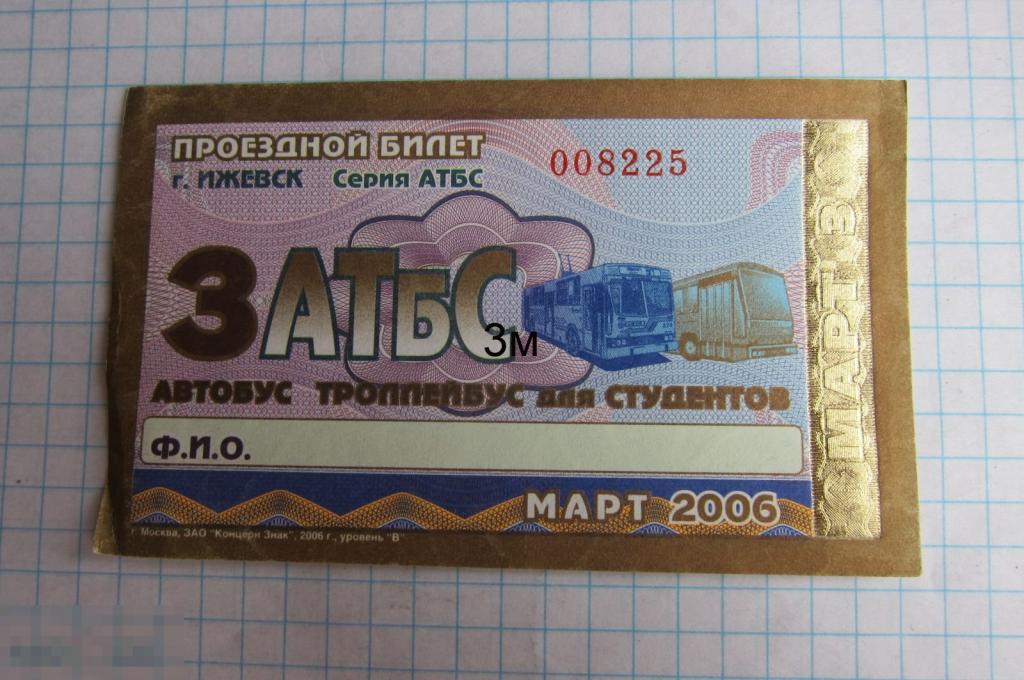 ПРОЕЗДНОЙ БИЛЕТ
г. ИЖЕВСК Серия АТБС
008225
3 АТБС
3м
АВТОБУС ТРОЛЛЕЙБУС для СТУДЕНТОВ
Ф.И.О.
МАРТ 2006
г. Москва, ЗАО "Концерн Знак", 2006 г., уровень "В"
МАРТ 3